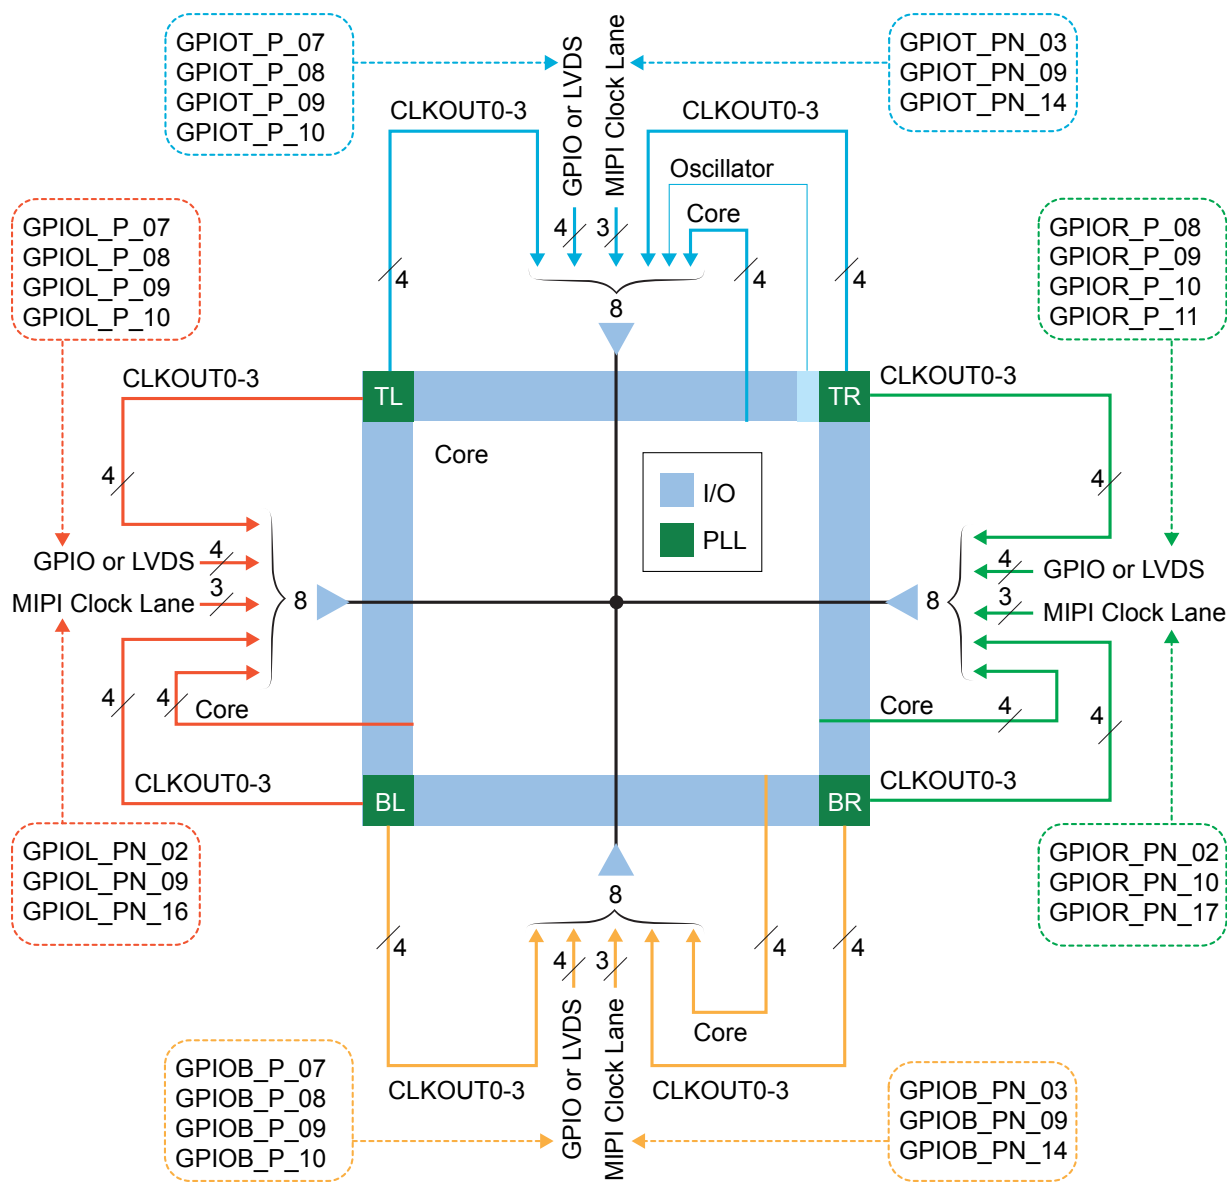 GPIOT_P_07
GPIOT_P_08
GPIOT_P_09
GPIOT_P_10
GPIO or LVDS
MIPI Clock Lane
GPIOT_PN_03
GPIOT_PN_09
GPIOT_PN_14
CLKOUT0-3
CLKOUT0-3
Oscillator
Core
4
3
4
4
4
8
GPIOL_P_07
GPIOL_P_08
GPIOL_P_09
GPIOL_P_10
GPIOR_P_08
GPIOR_P_09
GPIOR_P_10
GPIOR_P_11
CLKOUT0-3
TL
TR
CLKOUT0-3
Core
I/O
PLL
4
4
GPIO or LVDS
4
MIPI Clock Lane
3
8
8
4
GPIO or LVDS
3
MIPI Clock Lane
4
4
Core
Core
4
4
CLKOUT0-3
BL
BR
CLKOUT0-3
GPIOL_PN_02
GPIOL_PN_09
GPIOL_PN_16
GPIOR_PN_02
GPIOR_PN_10
GPIOR_PN_17
8
4
4
3
4
4
Core
CLKOUT0-3
GPIO or LVDS
MIPI Clock Lane
CLKOUT0-3
GPIOB_P_07
GPIOB_P_08
GPIOB_P_09
GPIOB_P_10
GPIOB_PN_03
GPIOB_PN_09
GPIOB_PN_14